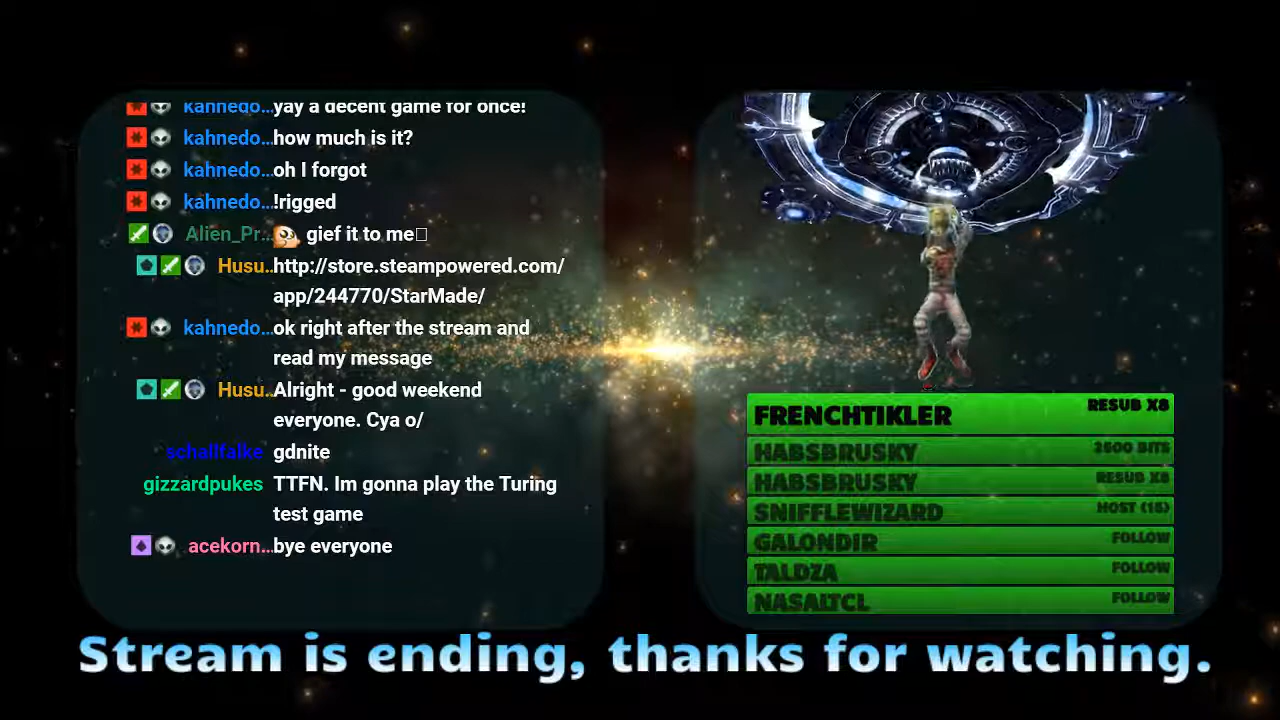 kahnedo... yay a decent game for once!
kahnedo... how much is it?
kahnedo... oh I forgot
kahnedo... !rigged
Alien_Pr... gief it to me
Husu... http://store.steampowered.com/
app/244770/StarMade/
kahnedo... ok right after the stream and
read my message
Husu... Alright - good weekend
everyone. Cya o/
schallfalke gdnite
gizzardpukes TTFN. Im gonna play the Turing
test game
acekorn... bye everyone
FRENCHTIKLER RESUB X8
HABSBRUSKY 2500 BITS
HABSBRUSKY RESUB X8
SNIFFLEWIZARD HOST (15)
GALONDIR FOLLOW
TALDZA FOLLOW
NASALTCL FOLLOW
Stream is ending, thanks for watching.